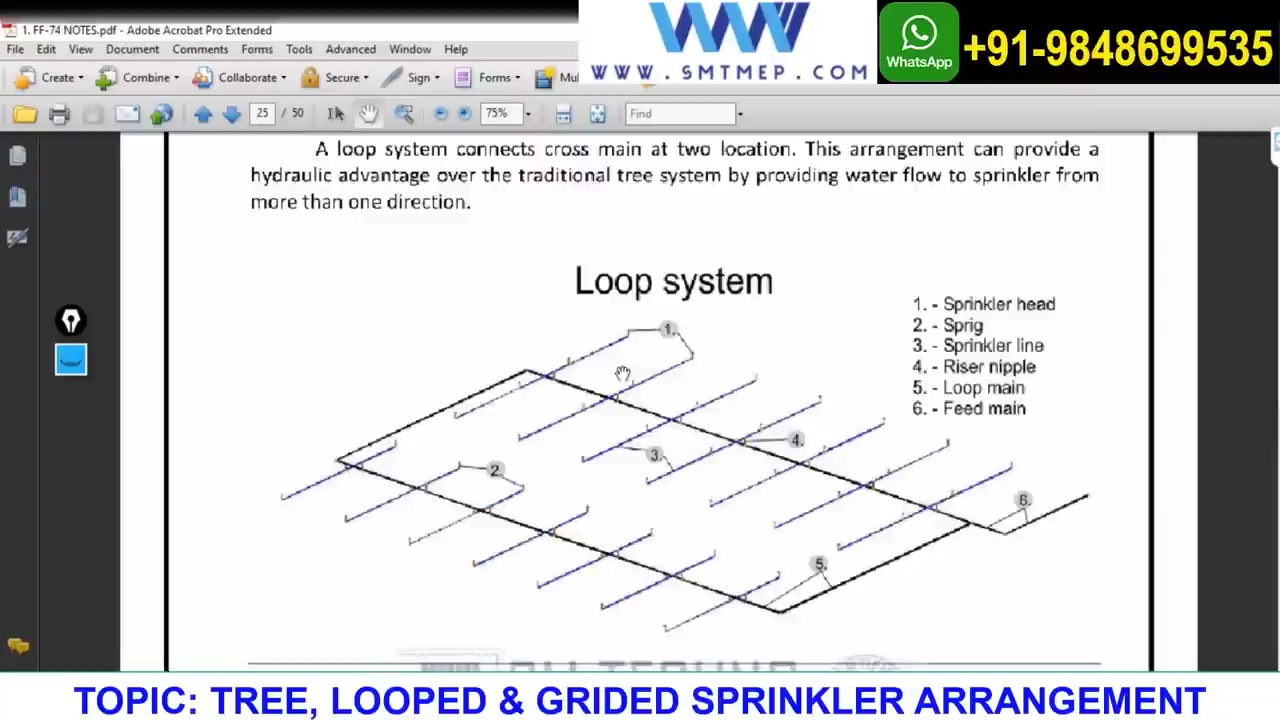 1. FF-74 NOTES.pdf - Adobe Acrobat Pro Extended
File Edit View Document Comments Forms Tools Advanced Window Help
Create Combine Collaborate Secure Sign Forms
25 / 50 75% Find
WWW.SMTMEP.COM
WhatsApp
+91-9848699535
A loop system connects cross main at two location. This arrangement can provide a
hydraulic advantage over the traditional tree system by providing water flow to sprinkler from
more than one direction.
Loop system
1. - Sprinkler head
2. - Sprig
3. - Sprinkler line
4. - Riser nipple
5. - Loop main
6. - Feed main
1.
2.
3.
4.
5.
6.
TOPIC: TREE, LOOPED & GRIDED SPRINKLER ARRANGEMENT